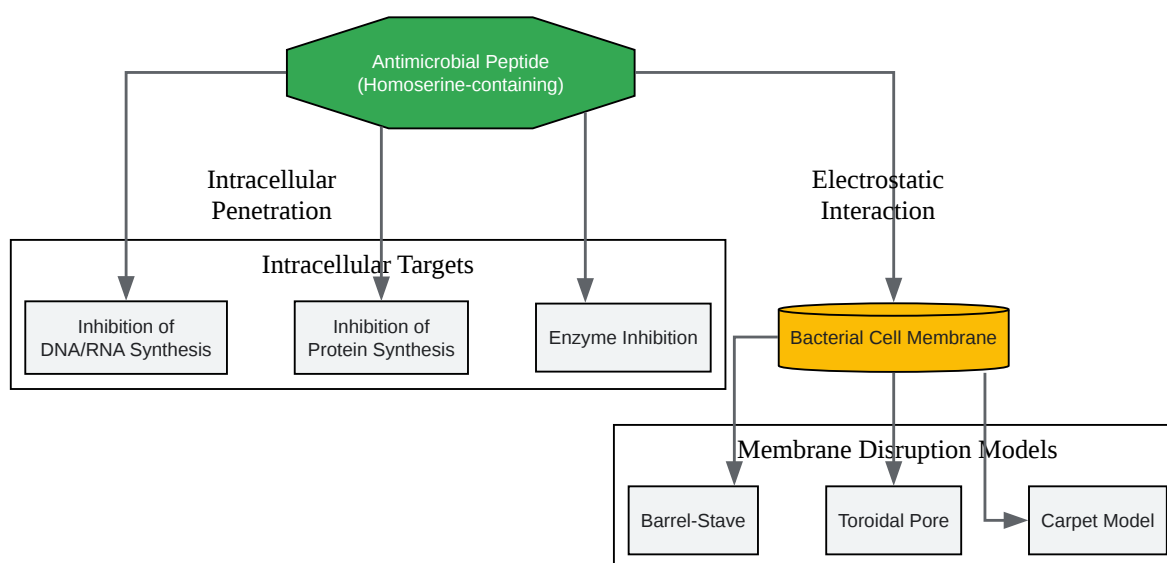 Antimicrobial Peptide
(Homoserine-containing)
Intracellular
Penetration
Electrostatic
Interaction
Intracellular Targets
Inhibition of
DNA/RNA Synthesis
Inhibition of
Protein Synthesis
Enzyme Inhibition
Bacterial Cell Membrane
Membrane Disruption Models
Barrel-Stave
Toroidal Pore
Carpet Model